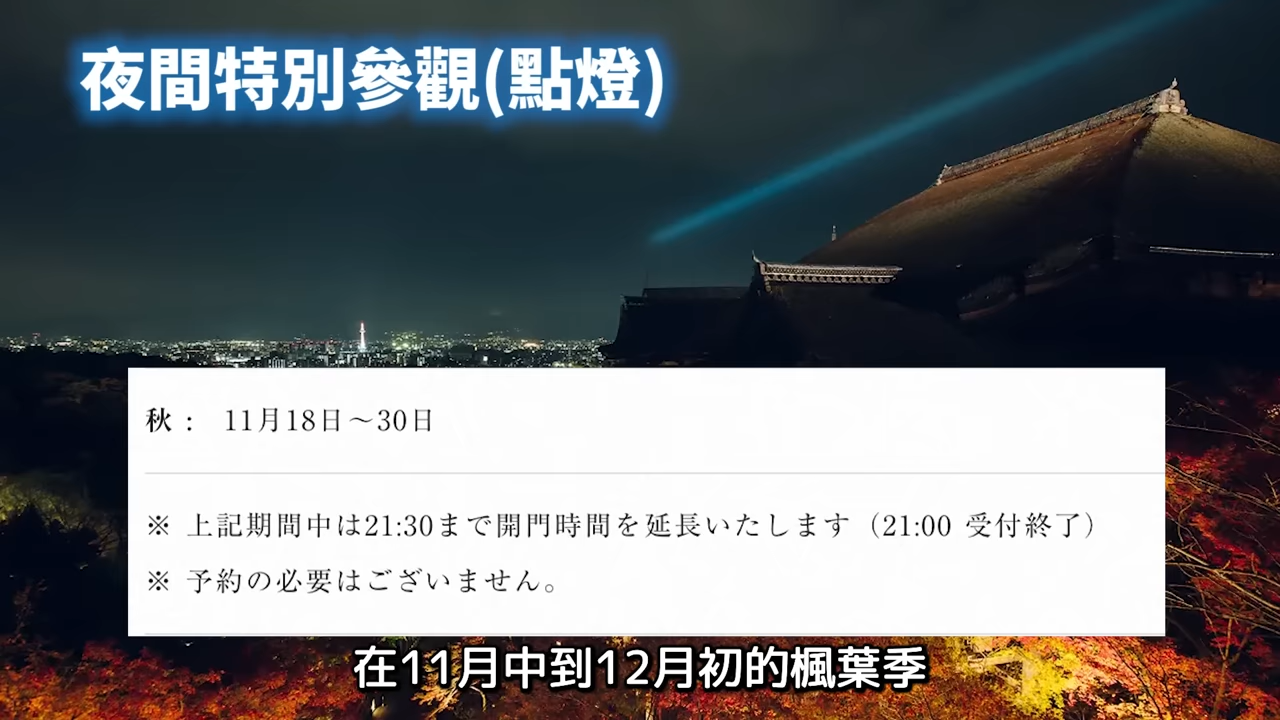 夜間特別參觀(點燈)
秋： 11月18日～30日
※ 上記期間中は21:30まで開門時間を延長いたします（21:00 受付終了）
※ 予約の必要はございません。
在11月中到12月初的楓葉季